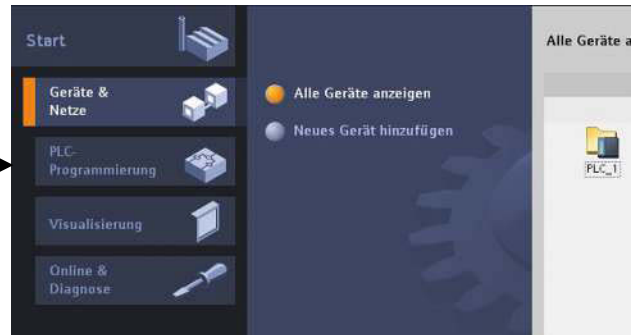 Start
Geräte &
Netze
PLC-
Programmierung
Visualisierung
Online &
Diagnose
Alle Geräte anzeigen
Neues Gerät hinzufügen
Alle Geräte a
PLC_1